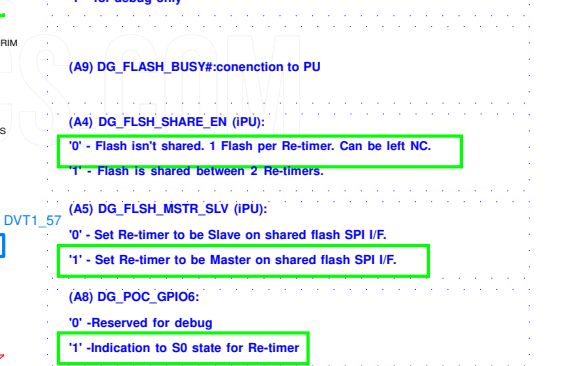 RIM
(A9) DG_FLASH_BUSY#:conenction to PU
(A4) DG_FLSH_SHARE_EN (iPU):
'0' - Flash isn't shared. 1 Flash per Re-timer. Can be left NC.
S
'1' - Flash is shared between 2 Re-timers.
(A5) DG_FLSH_MSTR_SLV (iPU):
DVT1_57
'0' - Set Re-timer to be Slave on shared flash SPI I/F.
'1' - Set Re-timer to be Master on shared flash SPI I/F.
(A8) DG_POC_GPIO6:
'0' -Reserved for debug
'1' -Indication to S0 state for Re-timer